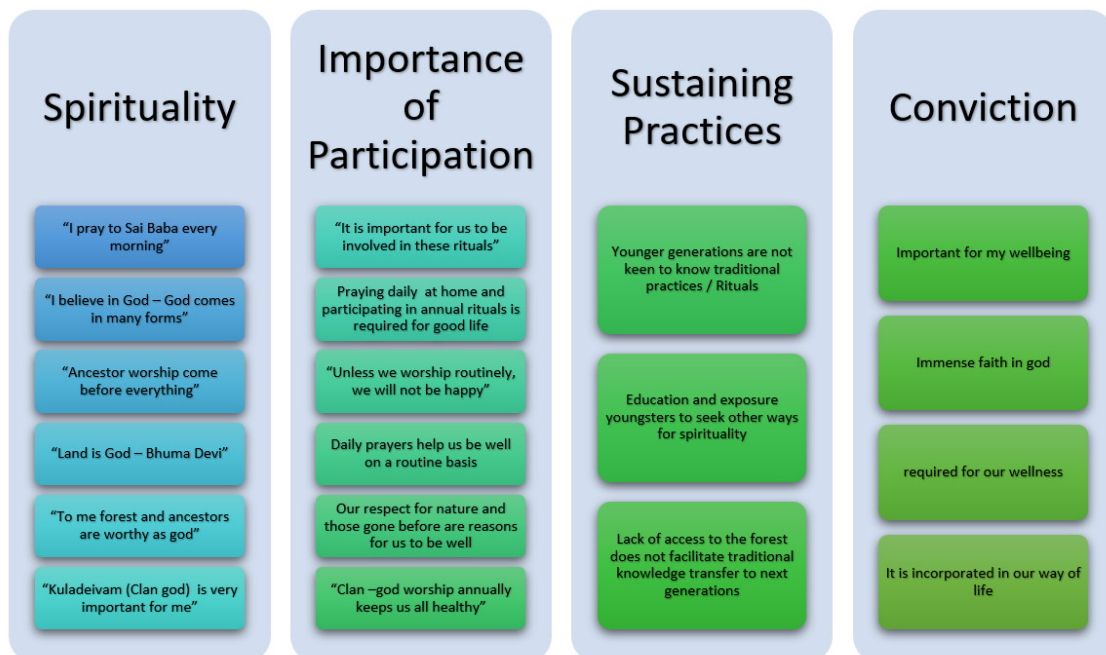 Spirituality
“I pray to Sai Baba every
morning”
“I believe in God – God comes
in many forms”
“Ancestor worship come
before everything”
“Land is God – Bhuma Devi”
“To me forest and ancestors
are worthy as god”
“Kuladeivam (Clan god)  is very
important for me”
Importance
of
Participation
“It is important for us to be
involved in these rituals”
Praying daily  at home and
participating in annual rituals is
required for good life
“Unless we worship routinely,
we will not be happy”
Daily prayers help us be well
on a routine basis
Our respect for nature and
those gone before are reasons
for us to be well
“Clan –god worship annually
keeps us all healthy”
Sustaining
Practices
Younger generations are not
keen to know traditional
practices / Rituals
Education and exposure
youngsters to seek other ways
for spirituality
Lack of access to the forest
does not facilitate traditional
knowledge transfer to next
generations
Conviction
Important for my wellbeing
Immense faith in god
required for our wellness
It is incorporated in our way of
life